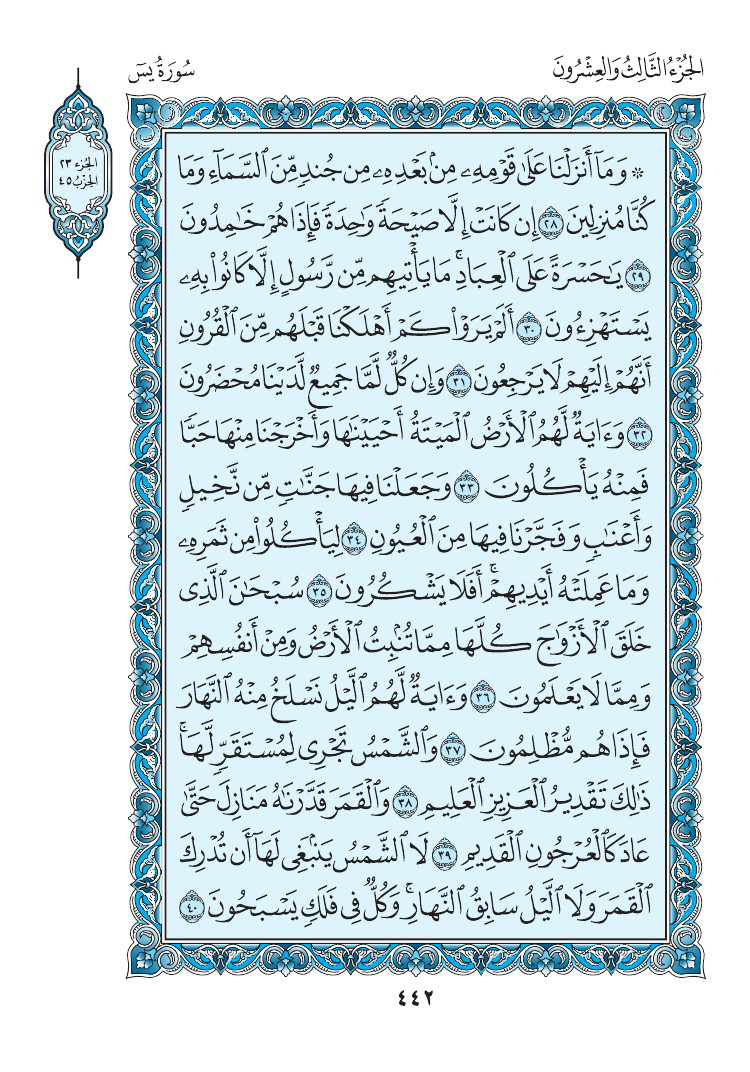 الجُزْءُ الثَّالِثُ وَالعِشْرُونَ
سُورَةُ يسٓ
الجزء ٢٣
الحزب ٤٥
۞ وَمَآ أَنزَلْنَا عَلَىٰ قَوْمِهِۦ مِنۢ بَعْدِهِۦ مِن جُندٍ مِّنَ ٱلسَّمَآءِ وَمَا
كُنَّا مُنزِلِينَ ٢٨ إِن كَانَتْ إِلَّا صَيْحَةً وَٰحِدَةً فَإِذَا هُمْ خَـٰمِدُونَ
٢٩ يَـٰحَسْرَةً عَلَى ٱلْعِبَادِ ۚ مَا يَأْتِيهِم مِّن رَّسُولٍ إِلَّا كَانُوا۟ بِهِۦ
يَسْتَهْزِءُونَ ٣٠ أَلَمْ يَرَوْا۟ كَمْ أَهْلَكْنَا قَبْلَهُم مِّنَ ٱلْقُرُونِ
أَنَّهُمْ إِلَيْهِمْ لَا يَرْجِعُونَ ٣١ وَإِن كُلٌّ لَّمَّا جَمِيعٌ لَّدَيْنَا مُحْضَرُونَ
٣٢ وَءَايَةٌ لَّهُمُ ٱلْأَرْضُ ٱلْمَيْتَةُ أَحْيَيْنَـٰهَا وَأَخْرَجْنَا مِنْهَا حَبًّا
فَمِنْهُ يَأْكُلُونَ ٣٣ وَجَعَلْنَا فِيهَا جَنَّـٰتٍ مِّن نَّخِيلٍ
وَأَعْنَـٰبٍ وَفَجَّرْنَا فِيهَا مِنَ ٱلْعُيُونِ ٣٤ لِيَأْكُلُوا۟ مِن ثَمَرِهِۦ
وَمَا عَمِلَتْهُ أَيْدِيهِمْ ۖ أَفَلَا يَشْكُرُونَ ٣٥ سُبْحَـٰنَ ٱلَّذِى
خَلَقَ ٱلْأَزْوَٰجَ كُلَّهَا مِمَّا تُنۢبِتُ ٱلْأَرْضُ وَمِنْ أَنفُسِهِمْ
وَمِمَّا لَا يَعْلَمُونَ ٣٦ وَءَايَةٌ لَّهُمُ ٱلَّيْلُ نَسْلَخُ مِنْهُ ٱلنَّهَارَ
فَإِذَا هُم مُّظْلِمُونَ ٣٧ وَٱلشَّمْسُ تَجْرِى لِمُسْتَقَرٍّ لَّهَا ۚ
ذَٰلِكَ تَقْدِيرُ ٱلْعَزِيزِ ٱلْعَلِيمِ ٣٨ وَٱلْقَمَرَ قَدَّرْنَـٰهُ مَنَازِلَ حَتَّىٰ
عَادَ كَٱلْعُرْجُونِ ٱلْقَدِيمِ ٣٩ لَا ٱلشَّمْسُ يَنۢبَغِى لَهَآ أَن تُدْرِكَ
ٱلْقَمَرَ وَلَا ٱلَّيْلُ سَابِقُ ٱلنَّهَارِ ۚ وَكُلٌّ فِى فَلَكٍ يَسْبَحُونَ ٤٠
٤٤٢